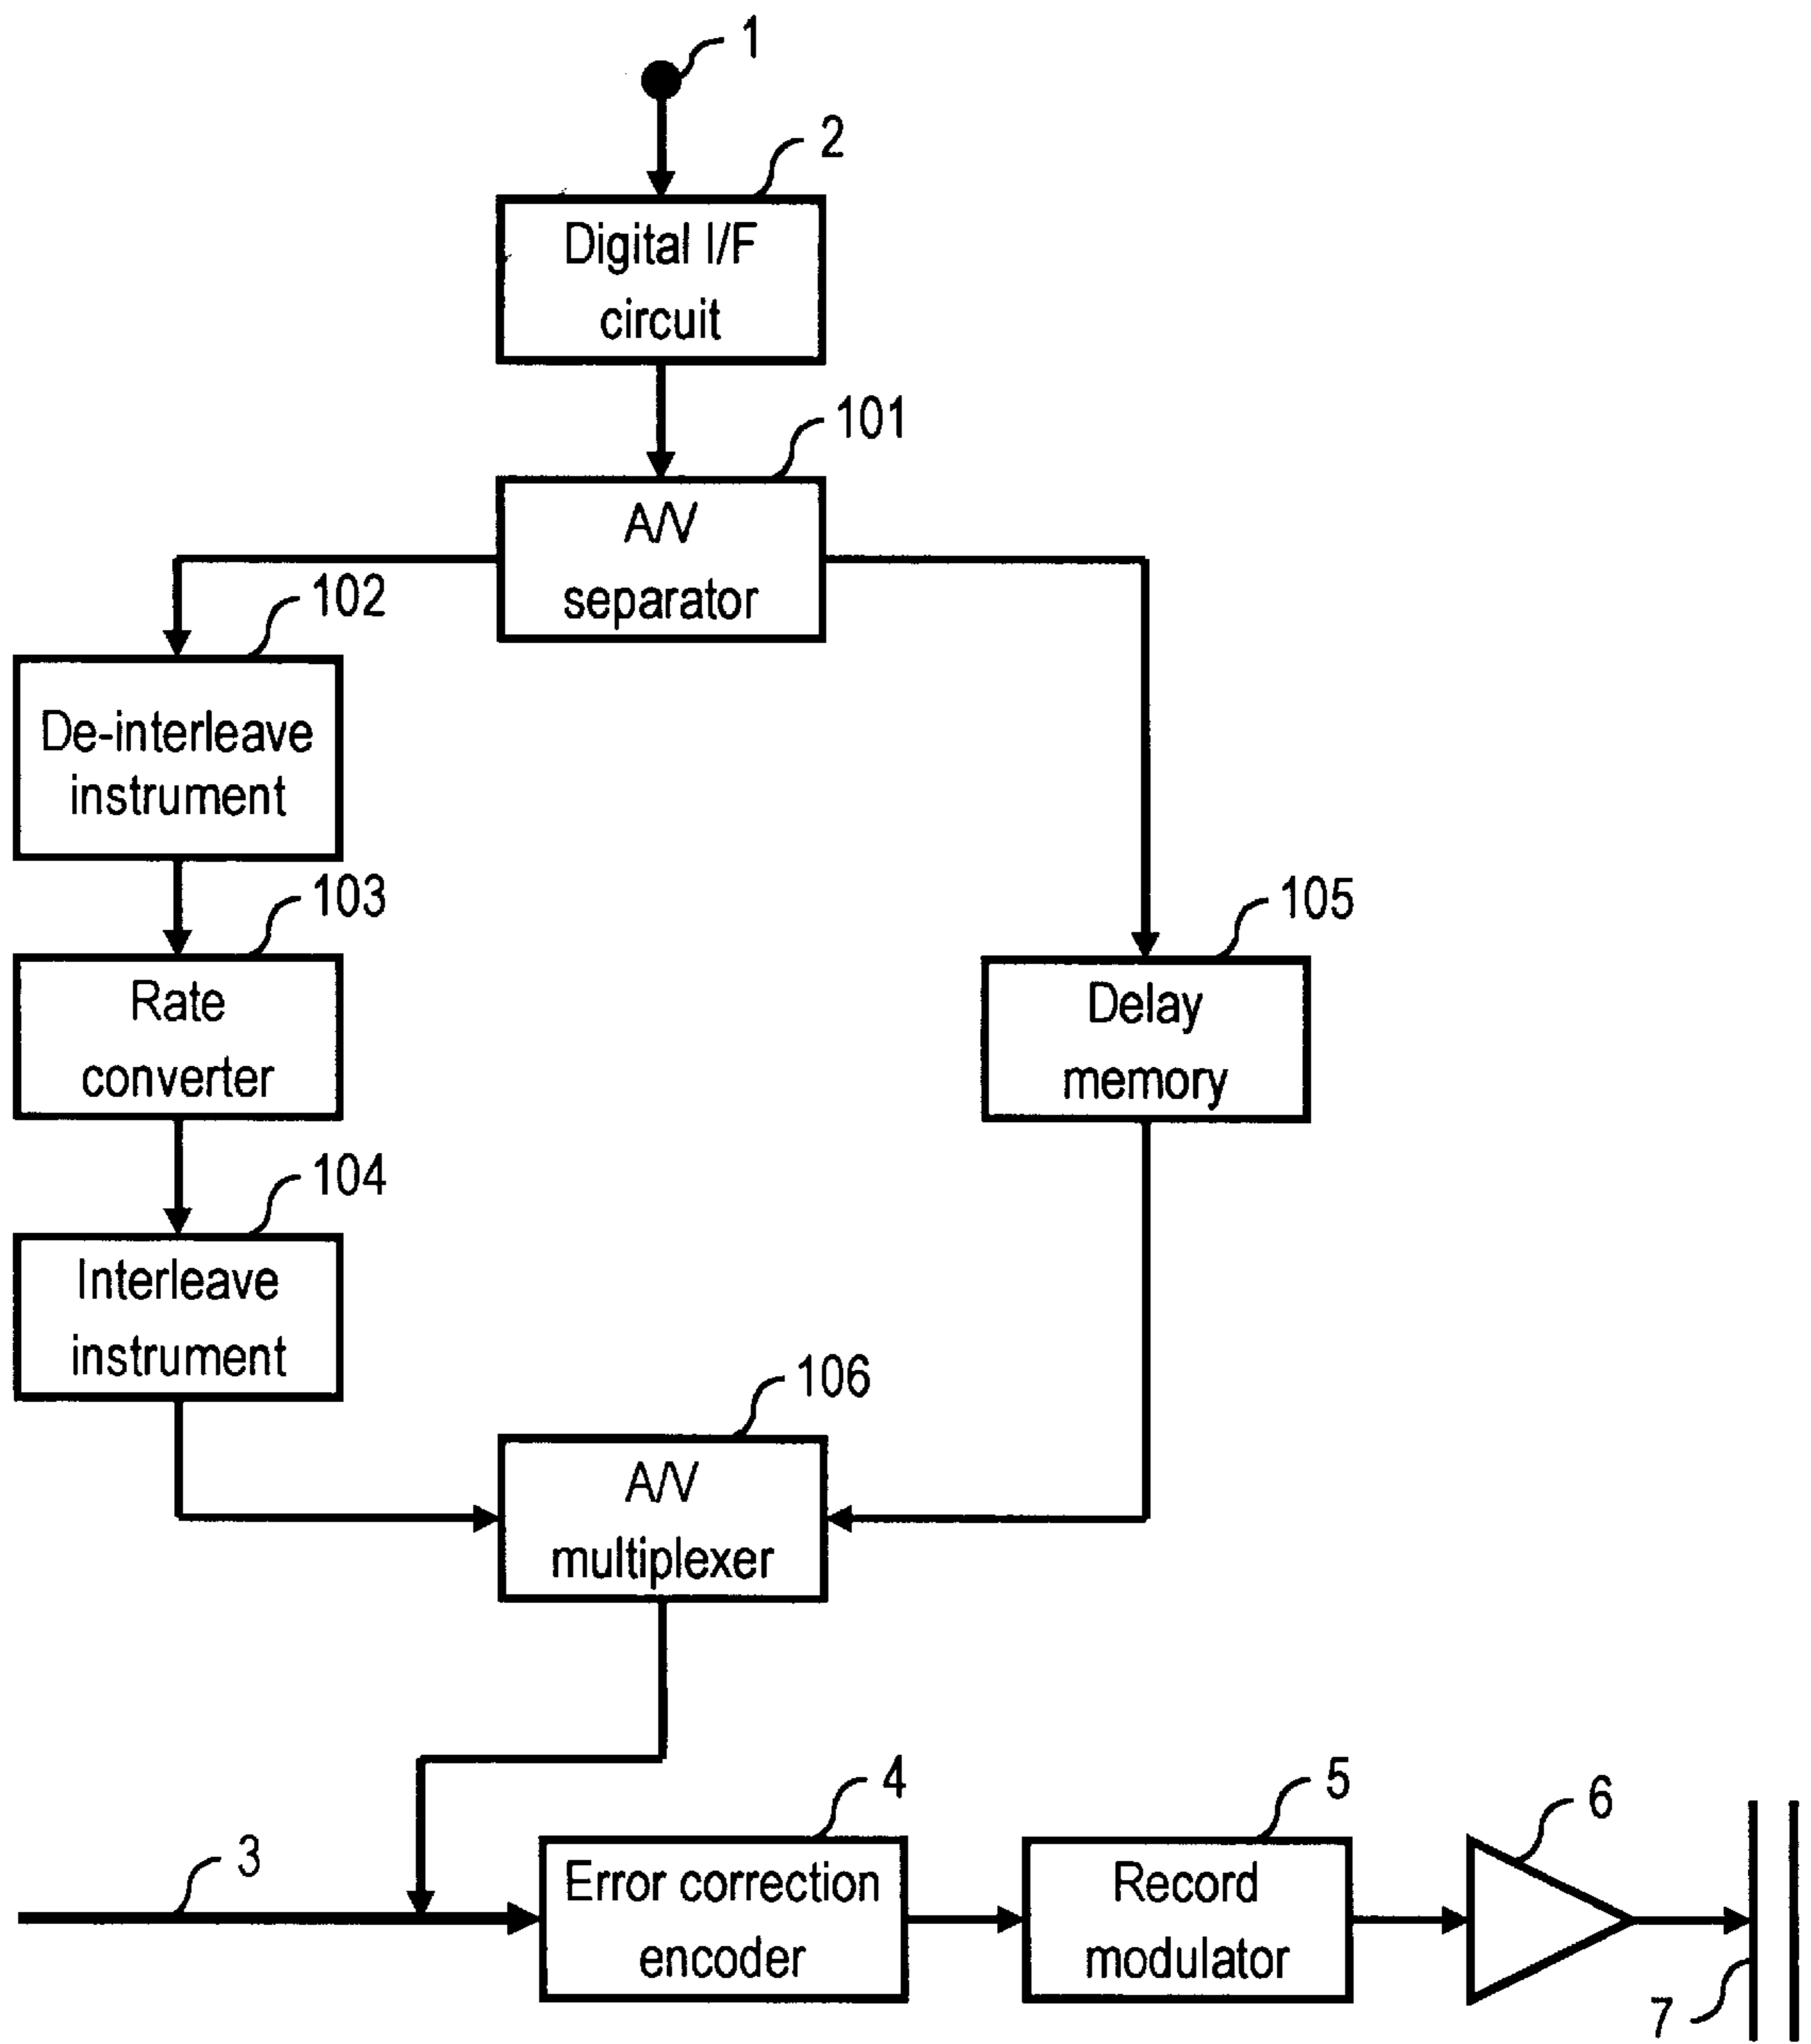 1
2
Digital I/F
circuit
101
A/V
separator
102
De-interleave
instrument
103
Rate
converter
105
Delay
memory
104
Interleave
instrument
106
A/V
multiplexer
3
4
Error correction
encoder
5
Record
modulator
6
7